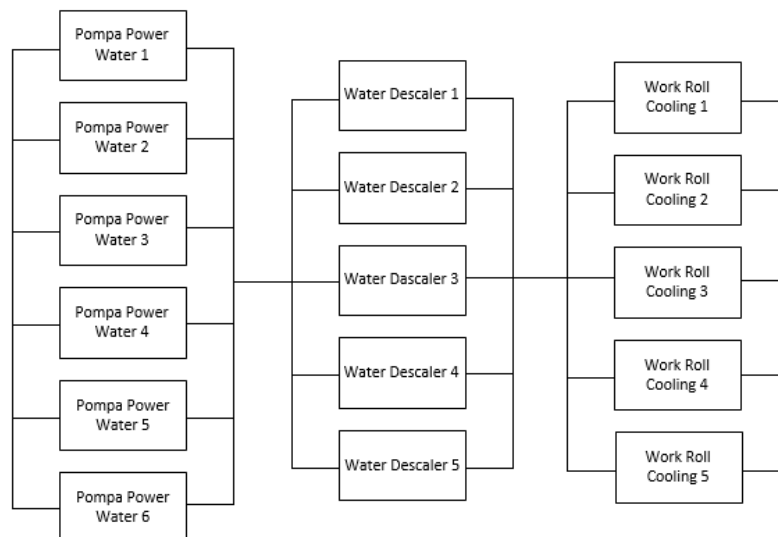 Pompa Power
Water 1
Pompa Power
Water 2
Pompa Power
Water 3
Pompa Power
Water 4
Pompa Power
Water 5
Pompa Power
Water 6
Water Descaler 1
Water Descaler 2
Water Dascaler 3
Water Descaler 4
Water Descaler 5
Work Roll
Cooling 1
Work Roll
Cooling 2
Work Roll
Cooling 3
Work Roll
Cooling 4
Work Roll
Cooling 5